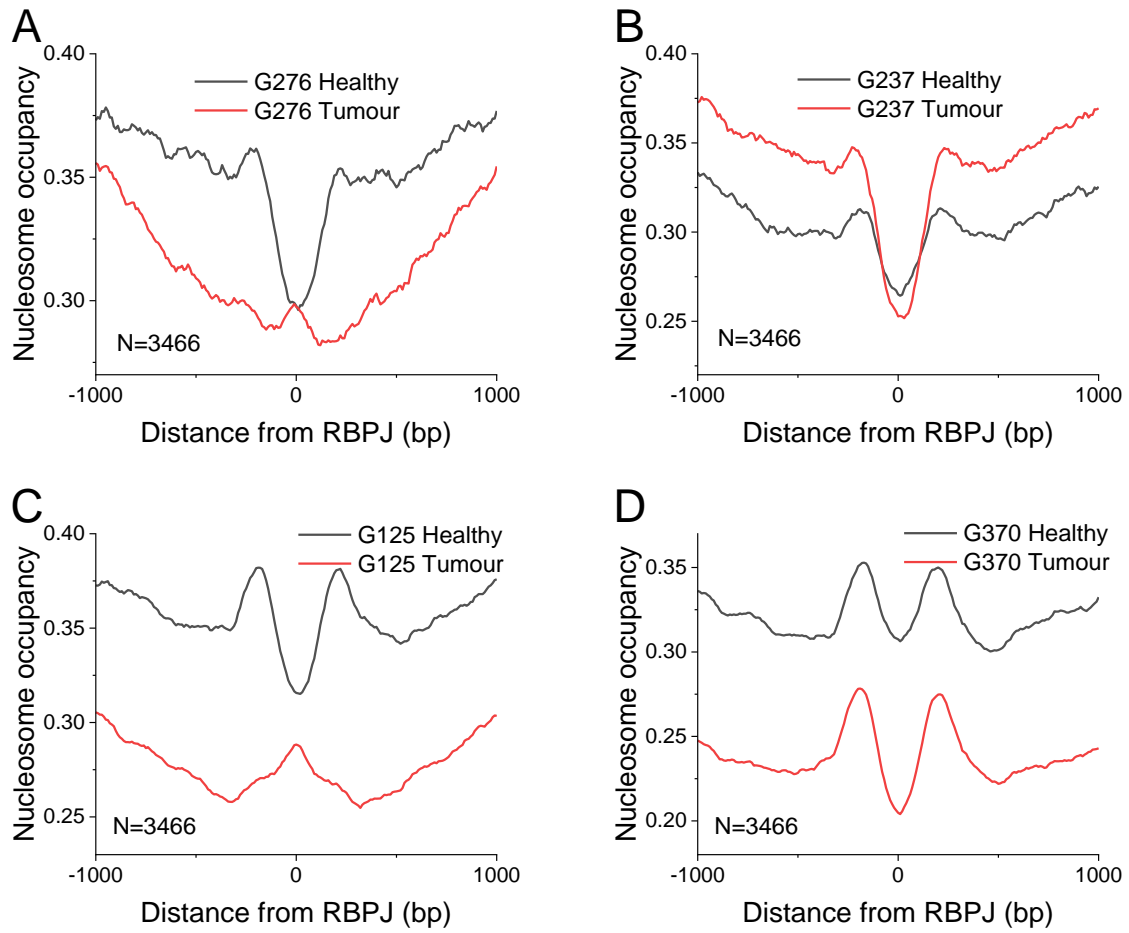 A
Nucleosome occupancy
0.40
0.35
0.30
G276 Healthy
G276 Tumour
N=3466
-1000
0
1000
Distance from RBPJ (bp)
B
Nucleosome occupancy
0.40
0.35
0.30
0.25
G237 Healthy
G237 Tumour
N=3466
-1000
0
1000
Distance from RBPJ (bp)
C
Nucleosome occupancy
0.40
0.35
0.30
0.25
G125 Healthy
G125 Tumour
N=3466
-1000
0
1000
Distance from RBPJ (bp)
D
Nucleosome occupancy
0.35
0.30
0.25
0.20
G370 Healthy
G370 Tumour
N=3466
-1000
0
1000
Distance from RBPJ (bp)